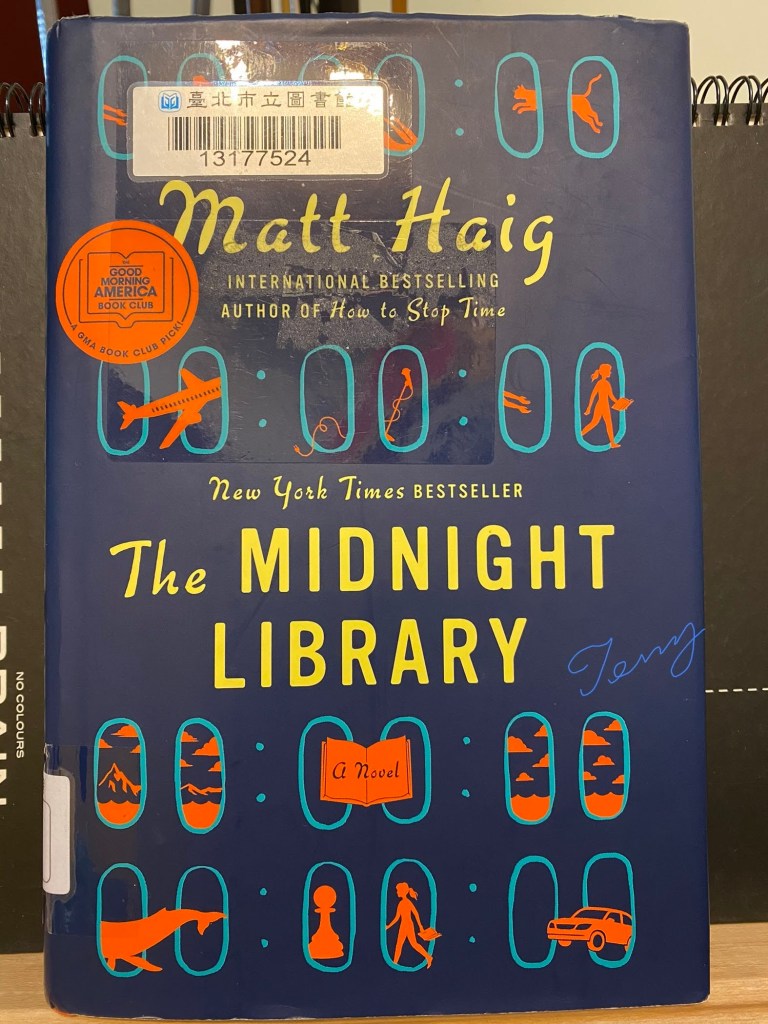 臺北市立圖書館
13177524
Matt Haig
INTERNATIONAL BESTSELLING
AUTHOR OF How to Stop Time
THE
GOOD
MORNING
AMERICA
BOOK CLUB
A GMA BOOK CLUB PICK!
New York Times BESTSELLER
The MIDNIGHT
LIBRARY
A Novel
NO COLOURS